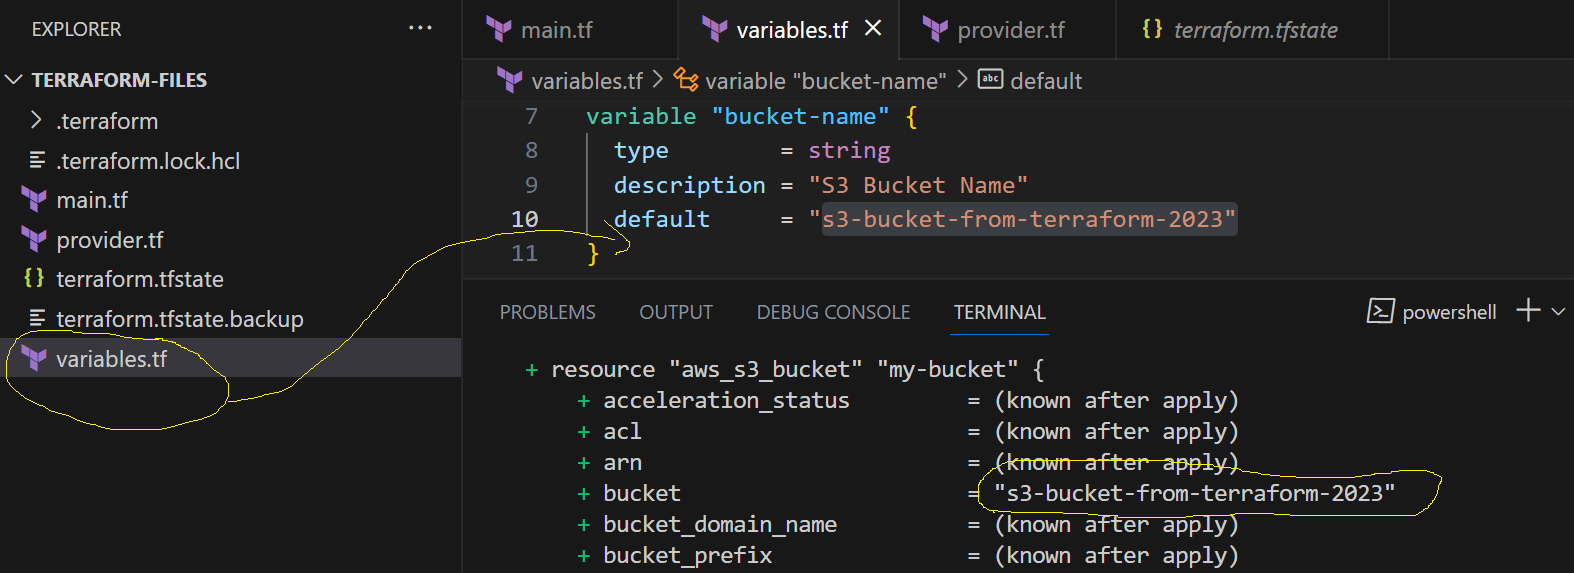 EXPLORER ...
TERRAFORM-FILES
.terraform
.terraform.lock.hcl
main.tf
provider.tf
{} terraform.tfstate
terraform.tfstate.backup
variables.tf
main.tf variables.tf provider.tf {} terraform.tfstate
variables.tf > variable "bucket-name" > abc default
7 variable "bucket-name" {
8 type = string
9 description = "S3 Bucket Name"
10 default = "s3-bucket-from-terraform-2023"
11 }
PROBLEMS OUTPUT DEBUG CONSOLE TERMINAL powershell
+ resource "aws_s3_bucket" "my-bucket" {
+ acceleration_status = (known after apply)
+ acl = (known after apply)
+ arn = (known after apply)
+ bucket = "s3-bucket-from-terraform-2023"
+ bucket_domain_name = (known after apply)
+ bucket_prefix = (known after apply)